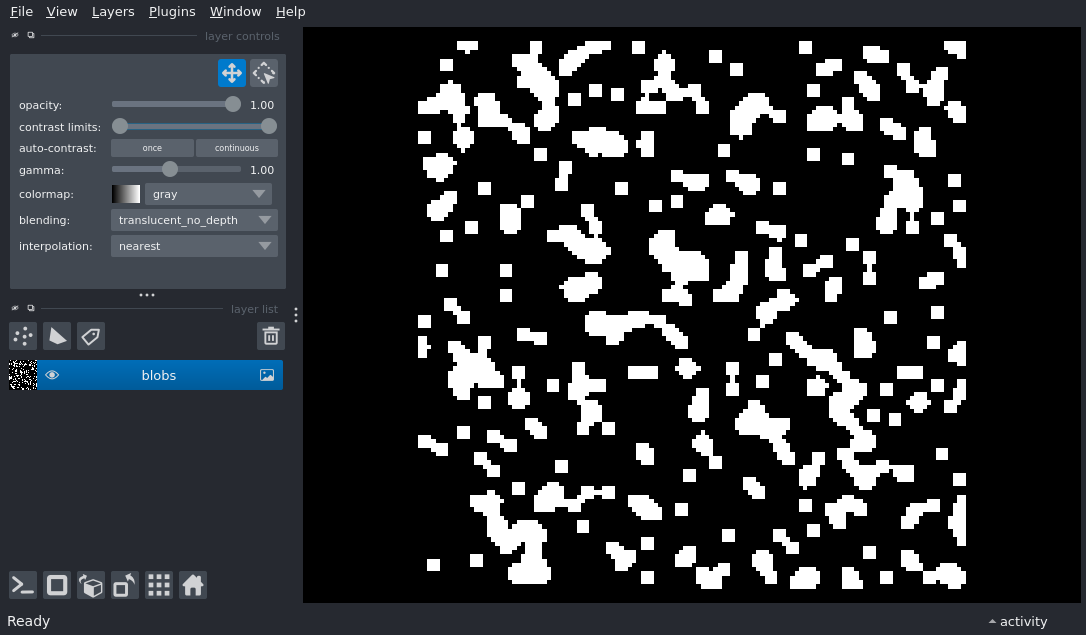 File View Layers Plugins Window Help
layer controls
opacity: 1.00
contrast limits:
auto-contrast: once continuous
gamma: 1.00
colormap: gray
blending: translucent_no_depth
interpolation: nearest
layer list
blobs
Ready
activity